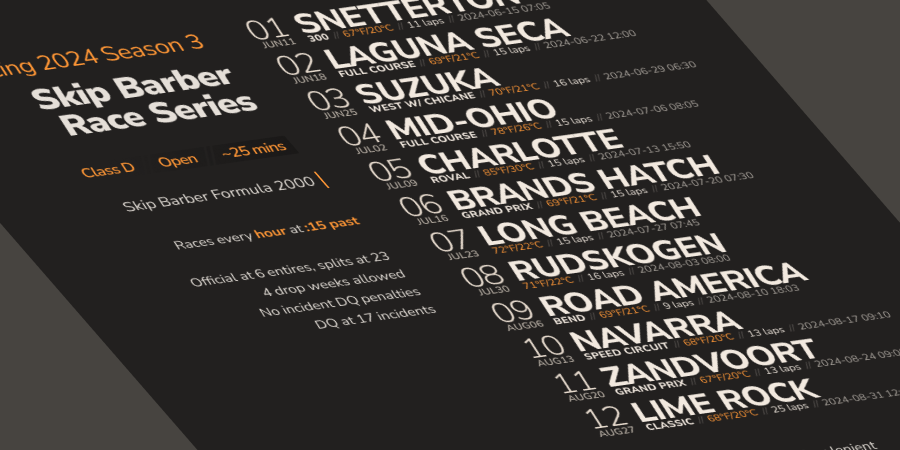 ing 2024 Season 3
Skip Barber
Race Series
Class D Open ~25 mins
Skip Barber Formula 2000
Races every hour at :15 past
Official at 6 entires, splits at 23
4 drop weeks allowed
No incident DQ penalties
DQ at 17 incidents
01 JUN11 SNETTERTON
300 // 67°F/20°C // 11 laps // 2024-06-15 07:05
02 JUN18 LAGUNA SECA
FULL COURSE // 69°F/21°C // 15 laps // 2024-06-22 12:00
03 JUN25 SUZUKA
WEST W/ CHICANE // 70°F/21°C // 16 laps // 2024-06-29 06:30
04 JUL02 MID-OHIO
FULL COURSE // 78°F/26°C // 15 laps // 2024-07-06 08:05
05 JUL09 CHARLOTTE
ROVAL // 85°F/30°C // 15 laps // 2024-07-13 15:50
06 JUL16 BRANDS HATCH
GRAND PRIX // 69°F/21°C // 15 laps // 2024-07-20 07:30
07 JUL23 LONG BEACH
72°F/22°C // 15 laps // 2024-07-27 07:45
08 JUL30 RUDSKOGEN
71°F/22°C // 16 laps // 2024-08-03 08:00
09 AUG06 ROAD AMERICA
BEND // 69°F/21°C // 9 laps // 2024-08-10 18:03
10 AUG13 NAVARRA
SPEED CIRCUIT // 68°F/20°C // 13 laps // 2024-08-17 09:10
11 AUG20 ZANDVOORT
GRAND PRIX // 67°F/20°C // 13 laps // 2024-08-24 09:0
12 AUG27 LIME ROCK
CLASSIC // 68°F/20°C // 25 laps // 2024-08-31 12: